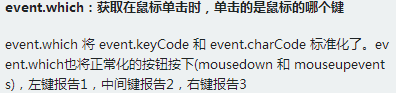 event.which：获取在鼠标单击时，单击的是鼠标的哪个键
event.which 将 event.keyCode 和 event.charCode 标准化了。ev
ent.which也将正常化的按钮按下(mousedown 和 mouseupevent
s)，左键报告1，中间键报告2，右键报告3